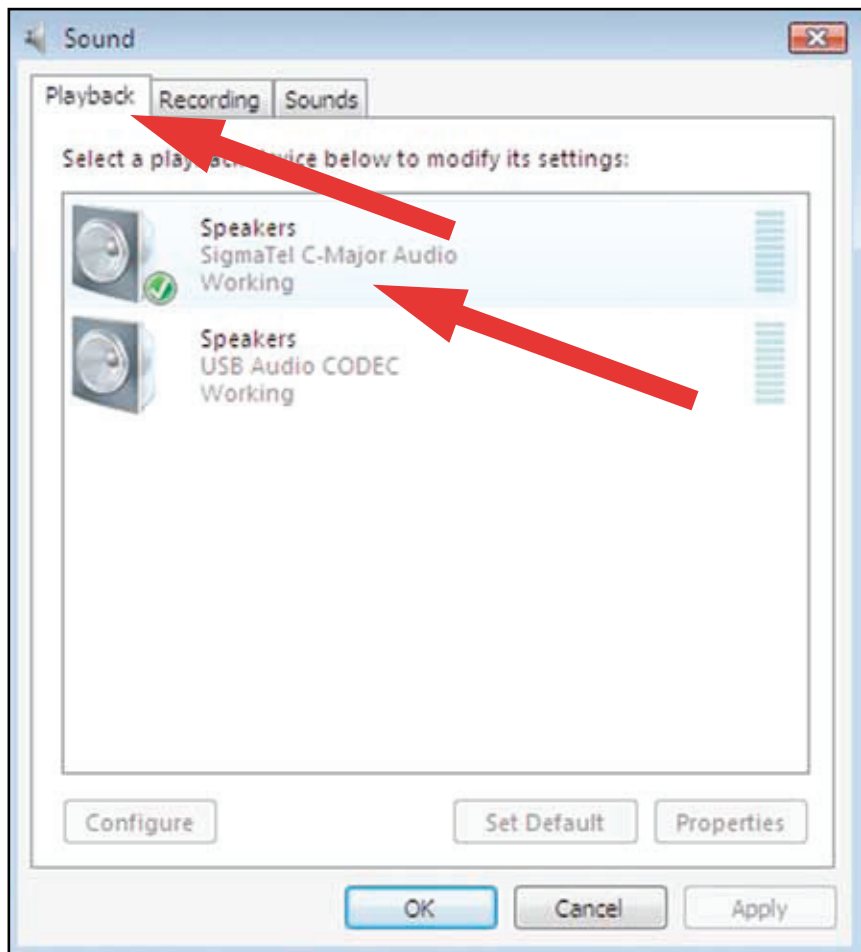 Sound
Playback Recording Sounds
Select a playback device below to modify its settings:
Speakers
SigmaTel C-Major Audio
Working
Speakers
USB Audio CODEC
Working
Configure Set Default Properties
OK Cancel Apply